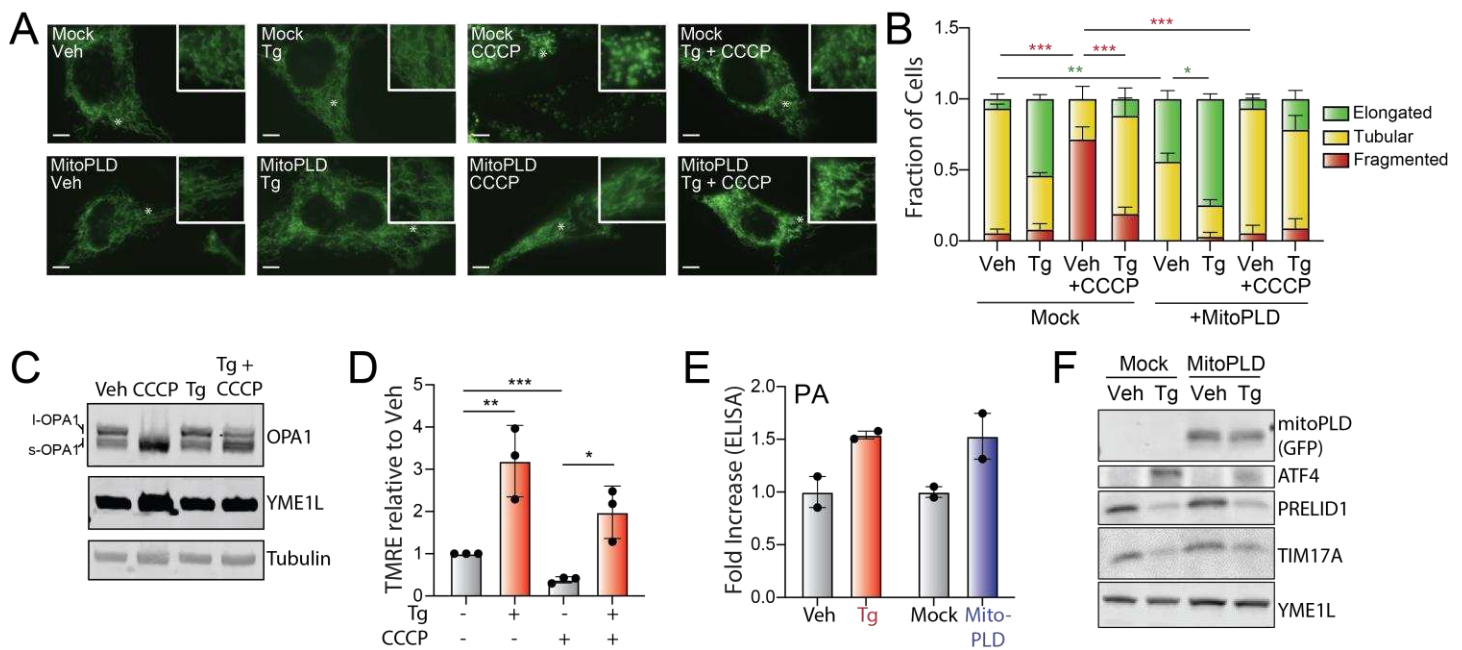 A
Mock
Veh
*
Mock
Tg
*
Mock
CCCP
*
Mock
Tg + CCCP
*
MitoPLD
Veh
*
MitoPLD
Tg
*
MitoPLD
CCCP
*
MitoPLD
Tg + CCCP
*
B
Fraction of Cells
1.5
1.0
0.5
0.0
***
*** ***
** *
Elongated
Tubular
Fragmented
Veh Tg Veh Tg Veh Tg Veh Tg
+CCCP +CCCP
Mock +MitoPLD
C
Veh CCCP Tg Tg +
CCCP
l-OPA1
s-OPA1
OPA1
YME1L
Tubulin
D
TMRE relative to Veh
5
4
3
2
1
0
***
**
*
Tg - + - +
CCCP - - + +
E
PA
Fold Increase (ELISA)
2.0
1.5
1.0
0.5
0.0
Veh Tg Mock Mito-
PLD
F
Mock MitoPLD
Veh Tg Veh Tg
mitoPLD
(GFP)
ATF4
PRELID1
TIM17A
YME1L